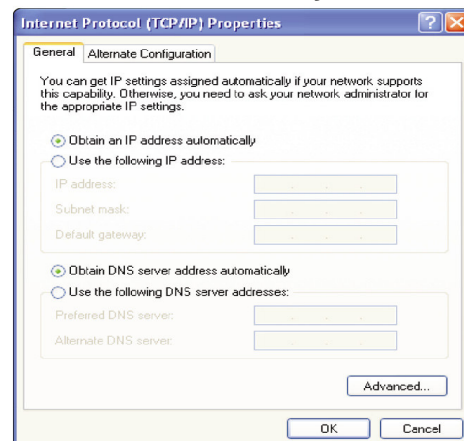 Internet Protocol (TCP/IP) Properties
General
Alternate Configuration
You can get IP settings assigned automatically if your network supports
this capability. Otherwise, you need to ask your network administrator for
the appropriate IP settings.
Obtain an IP address automatically
Use the following IP address:
IP address:
Subnet mask:
Default gateway:
Obtain DNS server address automatically
Use the following DNS server addresses:
Preferred DNS server:
Alternate DNS server:
Advanced...
OK
Cancel